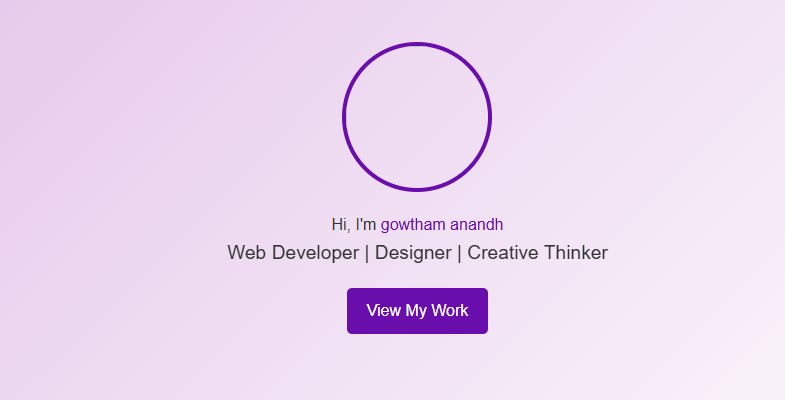 Hi, I'm gowtham anandh
Web Developer | Designer | Creative Thinker
View My Work